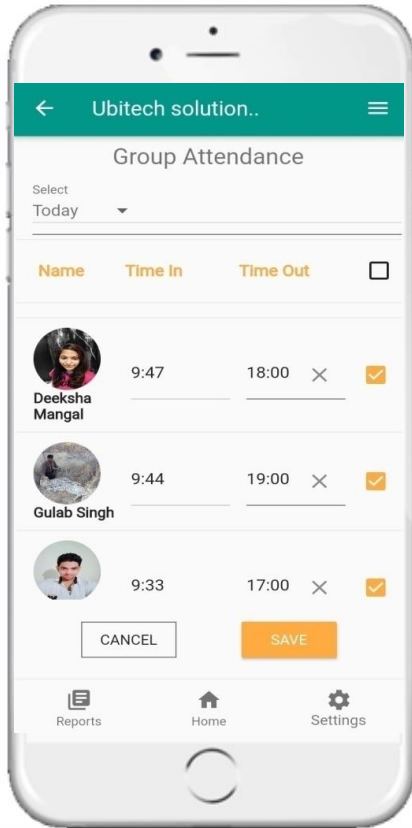 Ubitech solution..
Group Attendance
Select
Today
Name Time In Time Out
9:47 18:00
Deeksha
Mangal
9:44 19:00
Gulab Singh
9:33 17:00
CANCEL SAVE
Reports Home Settings